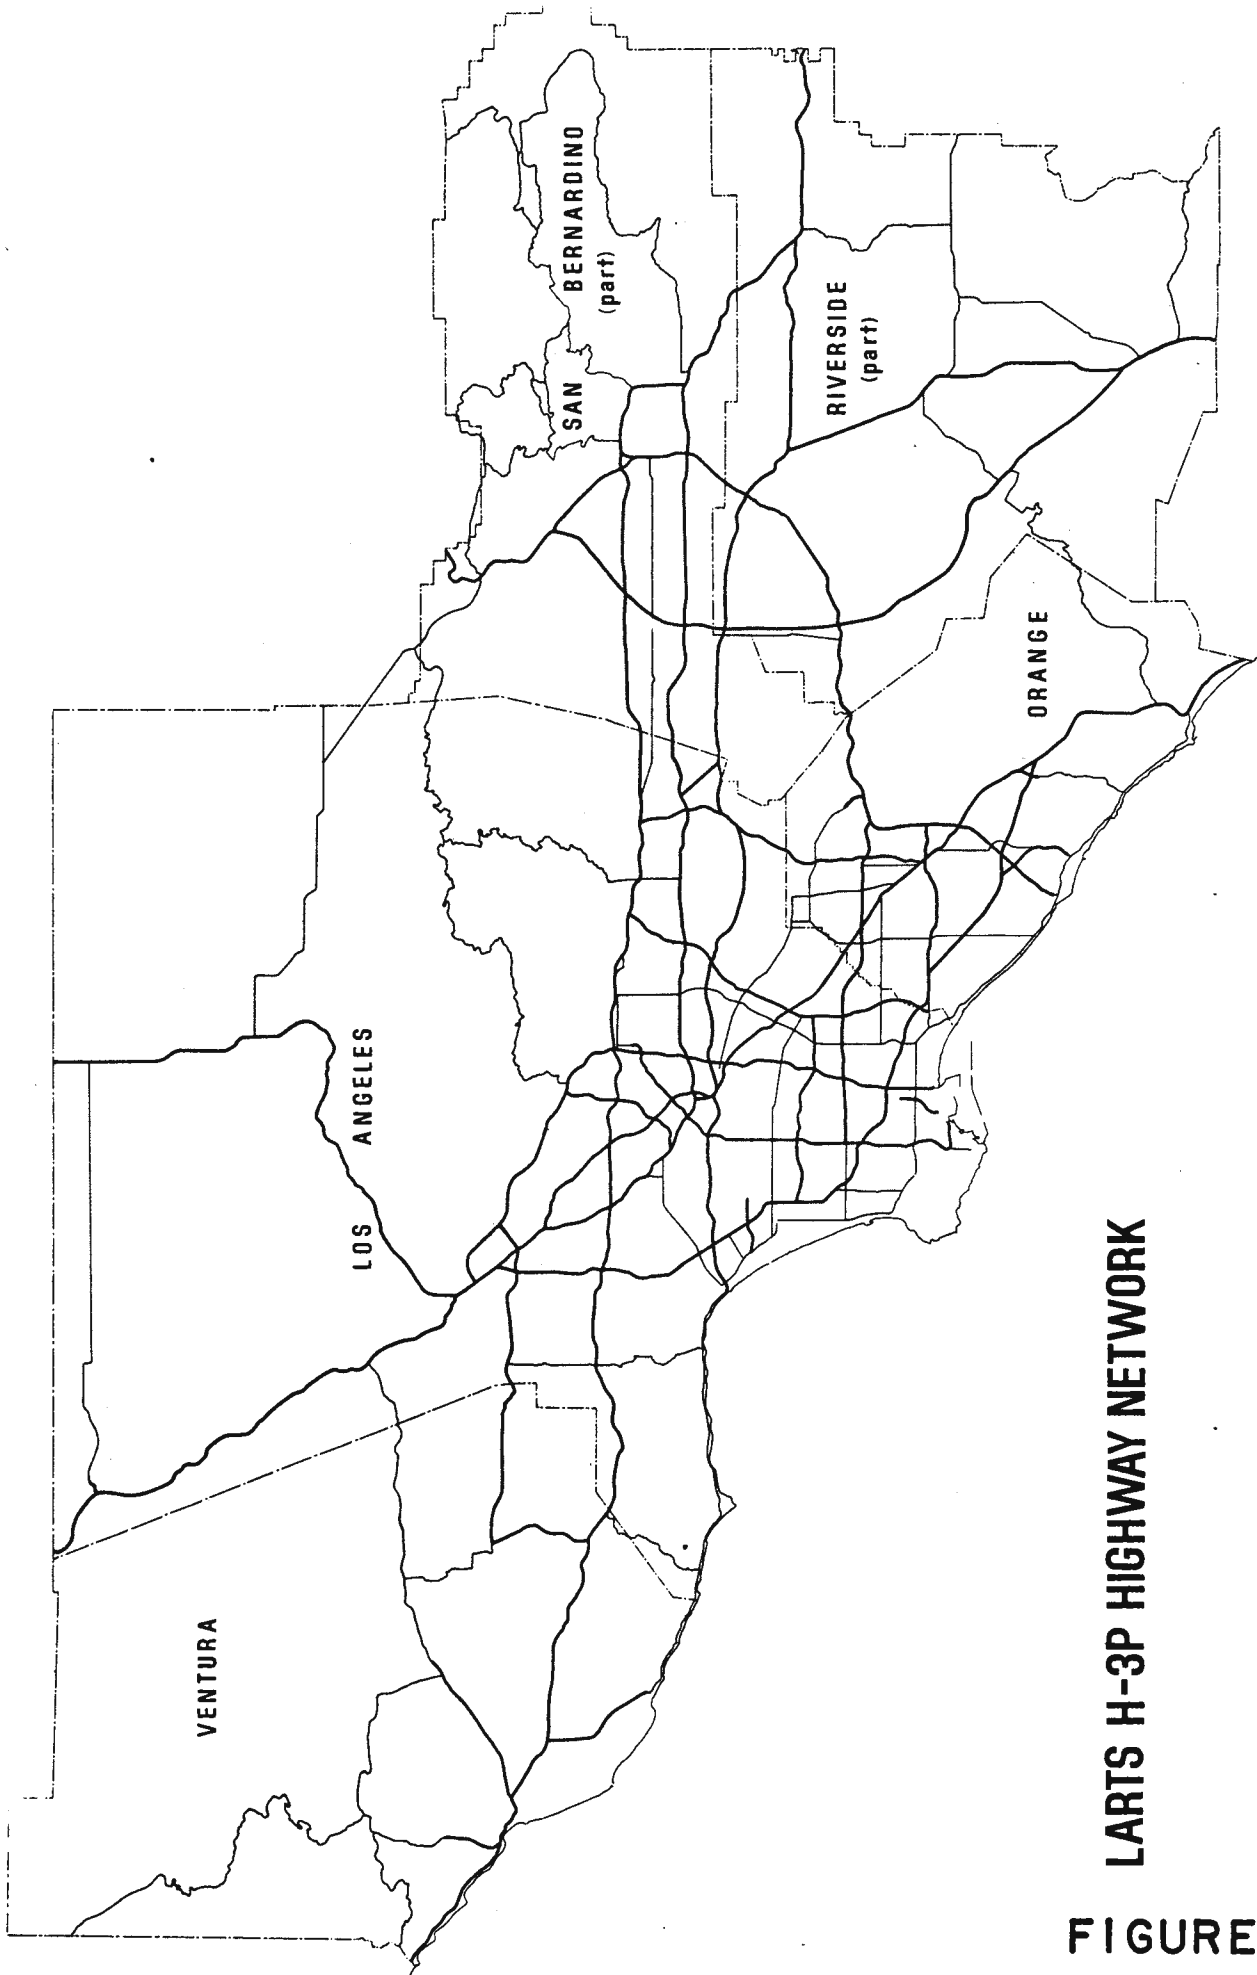 SAN BERNARDINO
(part)
RIVERSIDE
(part)
ORANGE
LOS ANGELES
VENTURA
LARTS H-3P HIGHWAY NETWORK
FIGURE